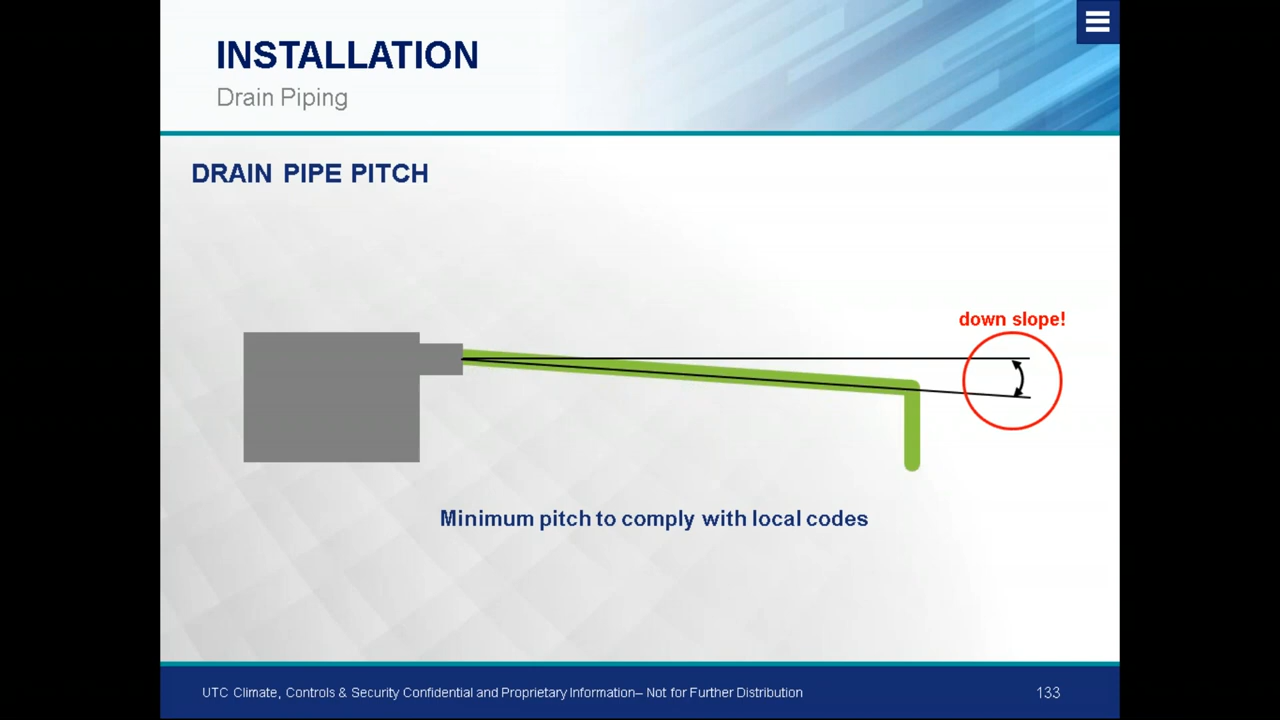 INSTALLATION
Drain Piping
DRAIN PIPE PITCH
down slope!
Minimum pitch to comply with local codes
UTC Climate, Controls & Security Confidential and Proprietary Information– Not for Further Distribution
133